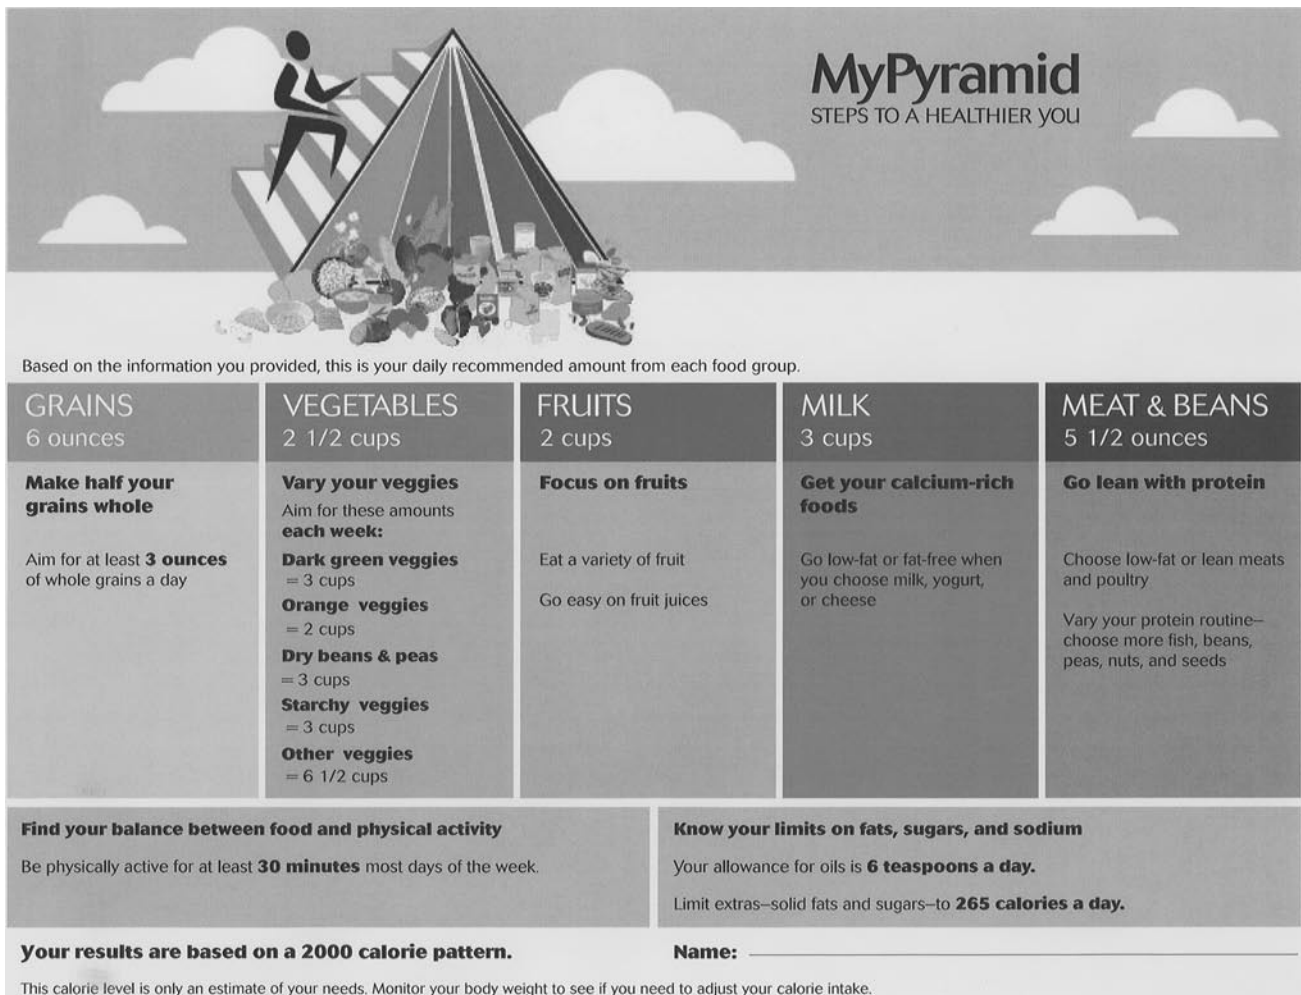 MyPyramid
STEPS TO A HEALTHIER YOU
Based on the information you provided, this is your daily recommended amount from each food group.
GRAINS
6 ounces
Make half your
grains whole
Aim for at least 3 ounces
of whole grains a day
VEGETABLES
2 1/2 cups
Vary your veggies
Aim for these amounts
each week:
Dark green veggies
= 3 cups
Orange veggies
= 2 cups
Dry beans & peas
= 3 cups
Starchy veggies
= 3 cups
Other veggies
= 6 1/2 cups
FRUITS
2 cups
Focus on fruits
Eat a variety of fruit
Go easy on fruit juices
MILK
3 cups
Get your calcium-rich
foods
Go low-fat or fat-free when
you choose milk, yogurt,
or cheese
MEAT & BEANS
5 1/2 ounces
Go lean with protein
Choose low-fat or lean meats
and poultry
Vary your protein routine–
choose more fish, beans,
peas, nuts, and seeds
Find your balance between food and physical activity
Be physically active for at least 30 minutes most days of the week.
Know your limits on fats, sugars, and sodium
Your allowance for oils is 6 teaspoons a day.
Limit extras–solid fats and sugars–to 265 calories a day.
Your results are based on a 2000 calorie pattern.
Name:
This calorie level is only an estimate of your needs. Monitor your body weight to see if you need to adjust your calorie intake.